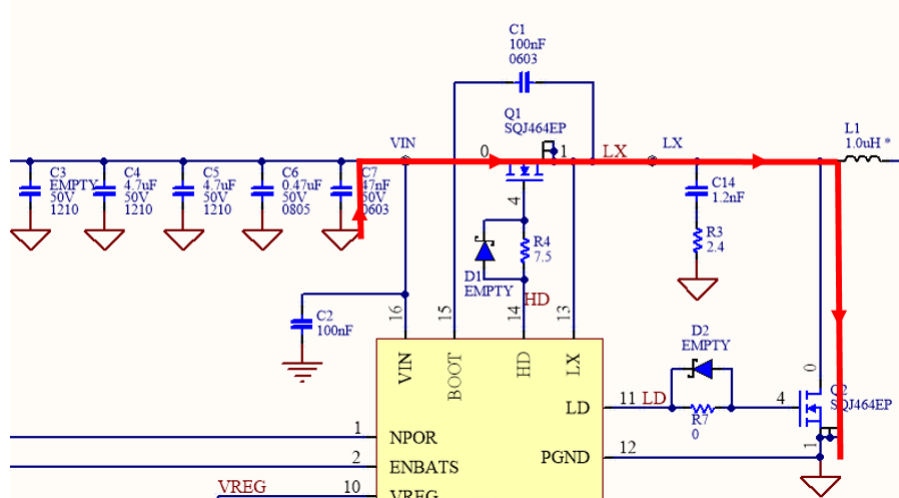 C1
100nF
0603
Q1
SQJ464EP
VIN
0
1
LX
LX
L1
1.0uH *
C3
EMPTY
50V
1210
C4
4.7uF
50V
1210
C5
4.7uF
50V
1210
C6
0.47uF
50V
0805
C7
47nF
50V
0603
C14
1.2nF
R3
2.4
4
R4
7.5
D1
EMPTY
HD
C2
100nF
16
15
14
13
VIN
BOOT
HD
LX
D2
EMPTY
LD
11
LD
R7
0
4
0
Q2
SQJ464EP
1
PGND
12
1
NPOR
2
ENBATS
VREG
10
VREG